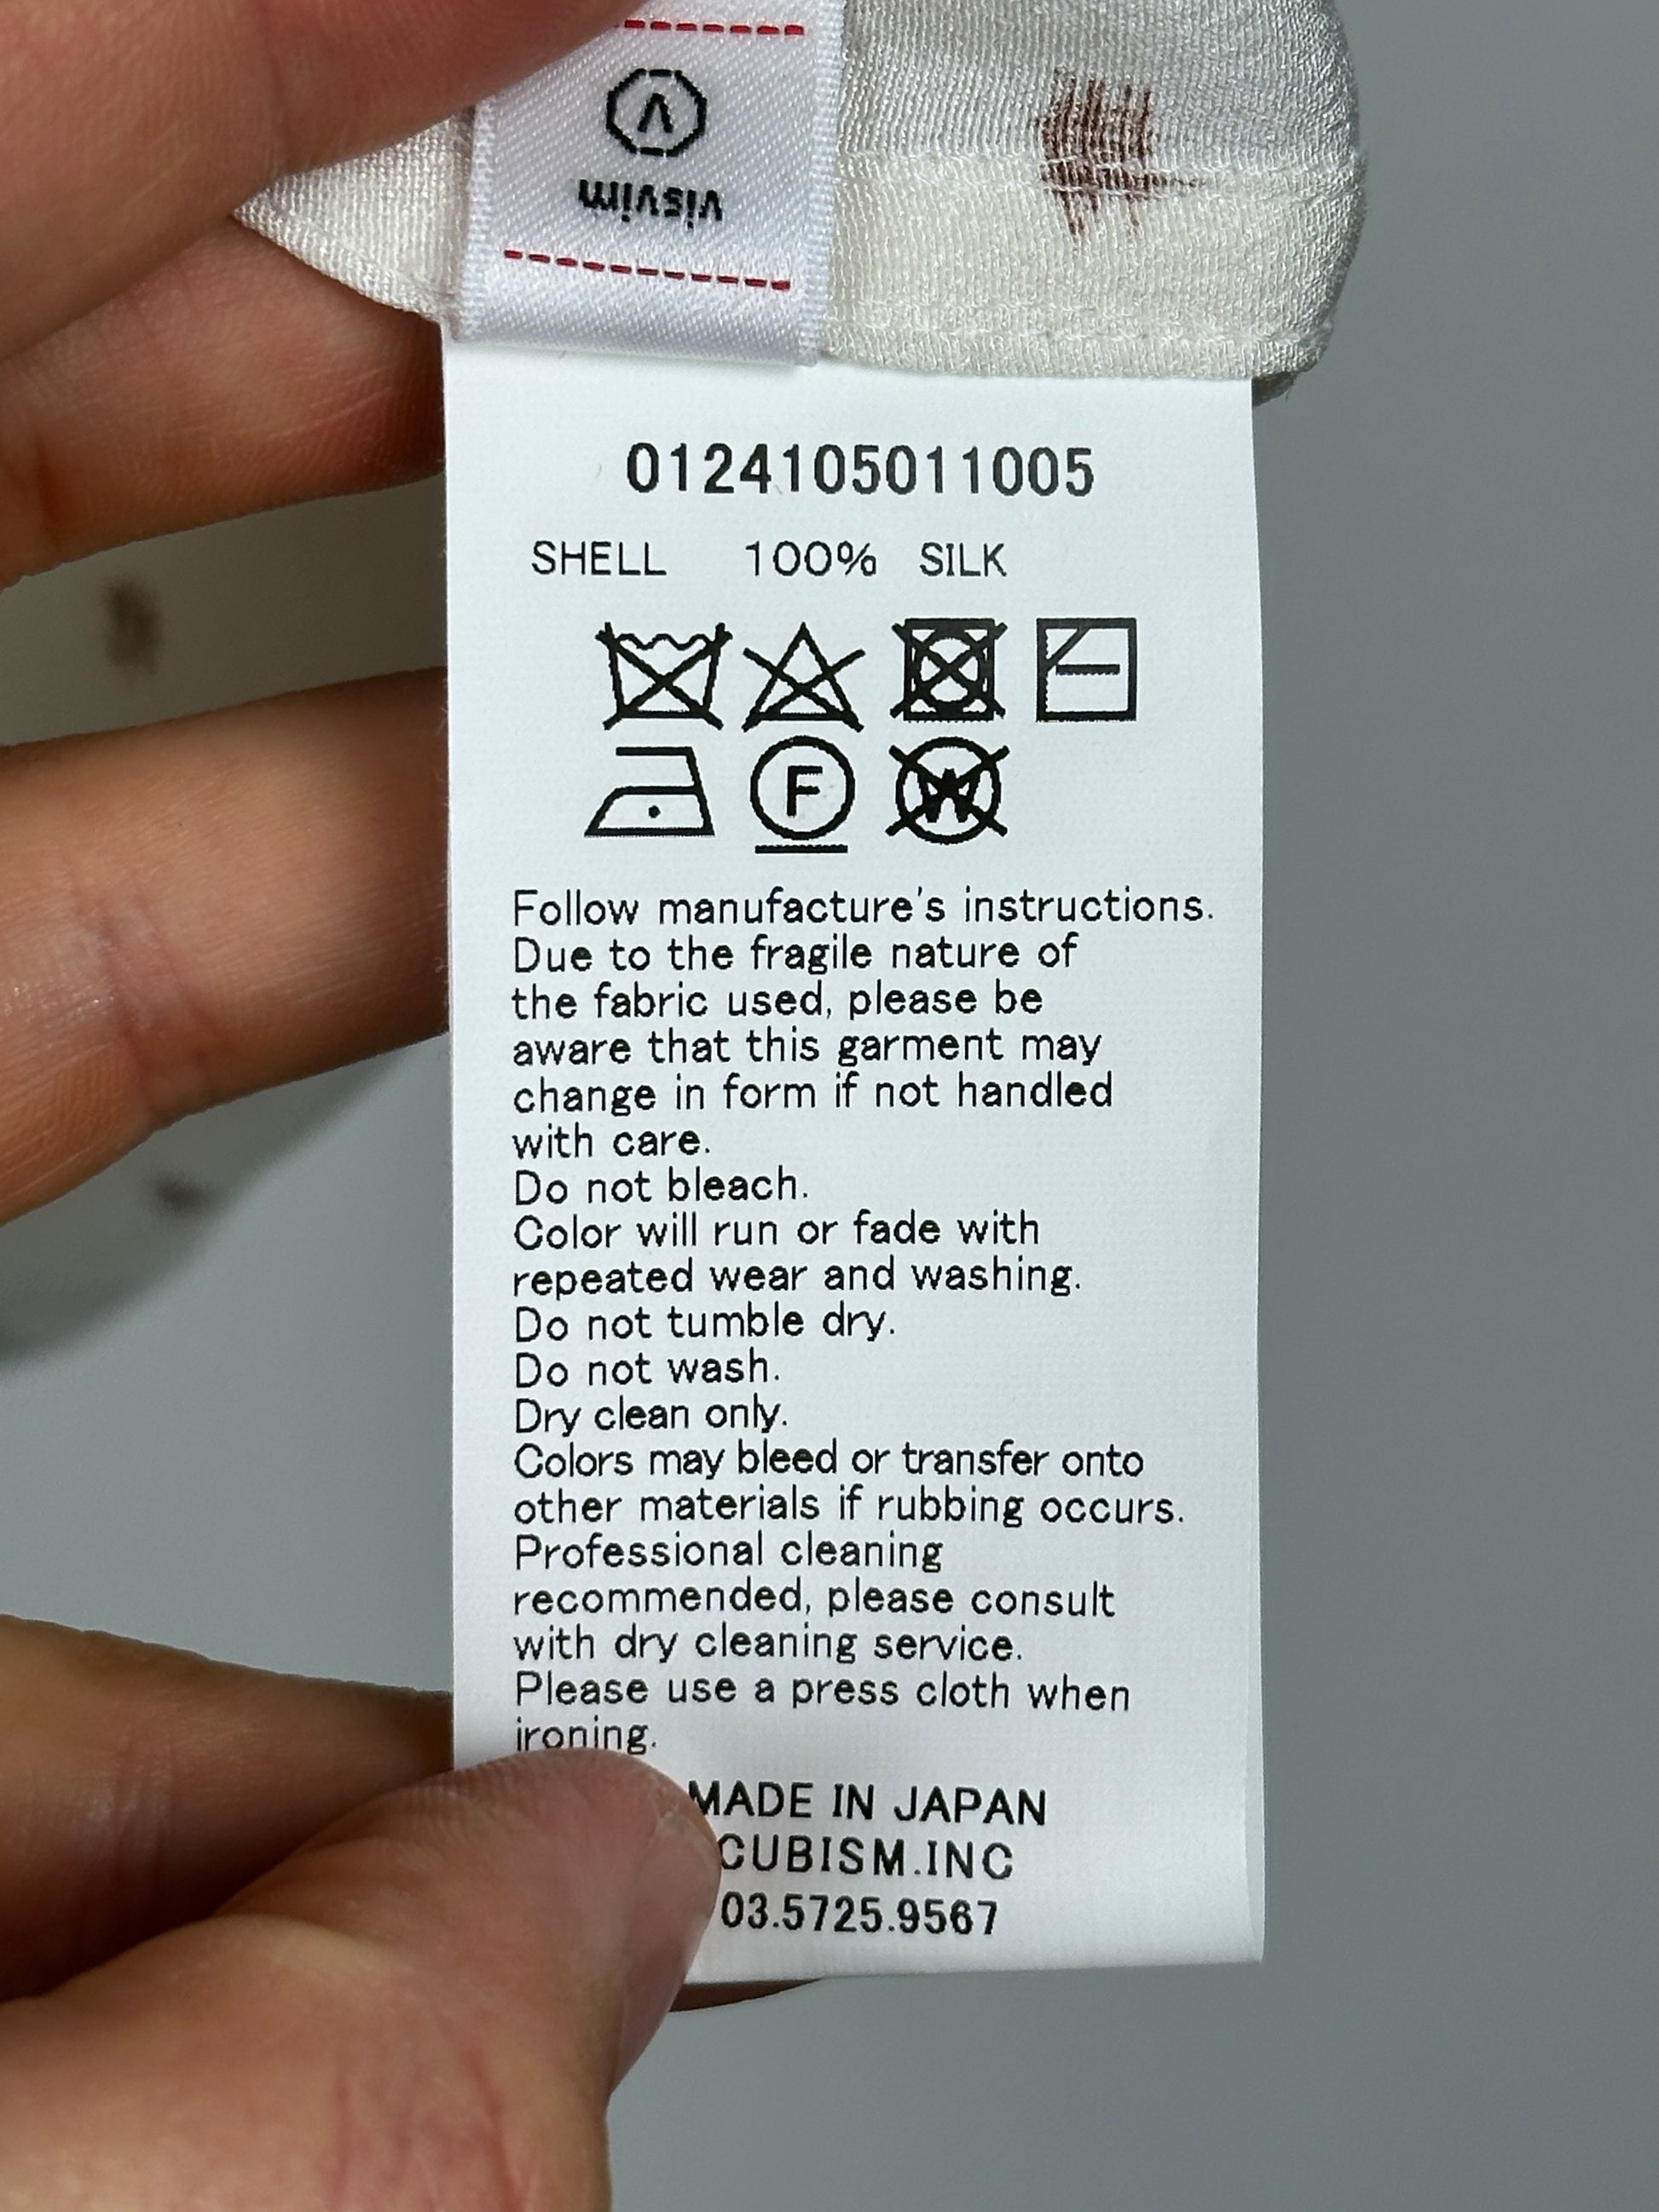 V
visvim
0124105011005
SHELL 100% SILK
F
W
Follow manufacture's instructions.
Due to the fragile nature of
the fabric used, please be
aware that this garment may
change in form if not handled
with care.
Do not bleach.
Color will run or fade with
repeated wear and washing.
Do not tumble dry.
Do not wash.
Dry clean only.
Colors may bleed or transfer onto
other materials if rubbing occurs.
Professional cleaning
recommended, please consult
with dry cleaning service.
Please use a press cloth when
ironing.
MADE IN JAPAN
CUBISM.INC
03.5725.9567